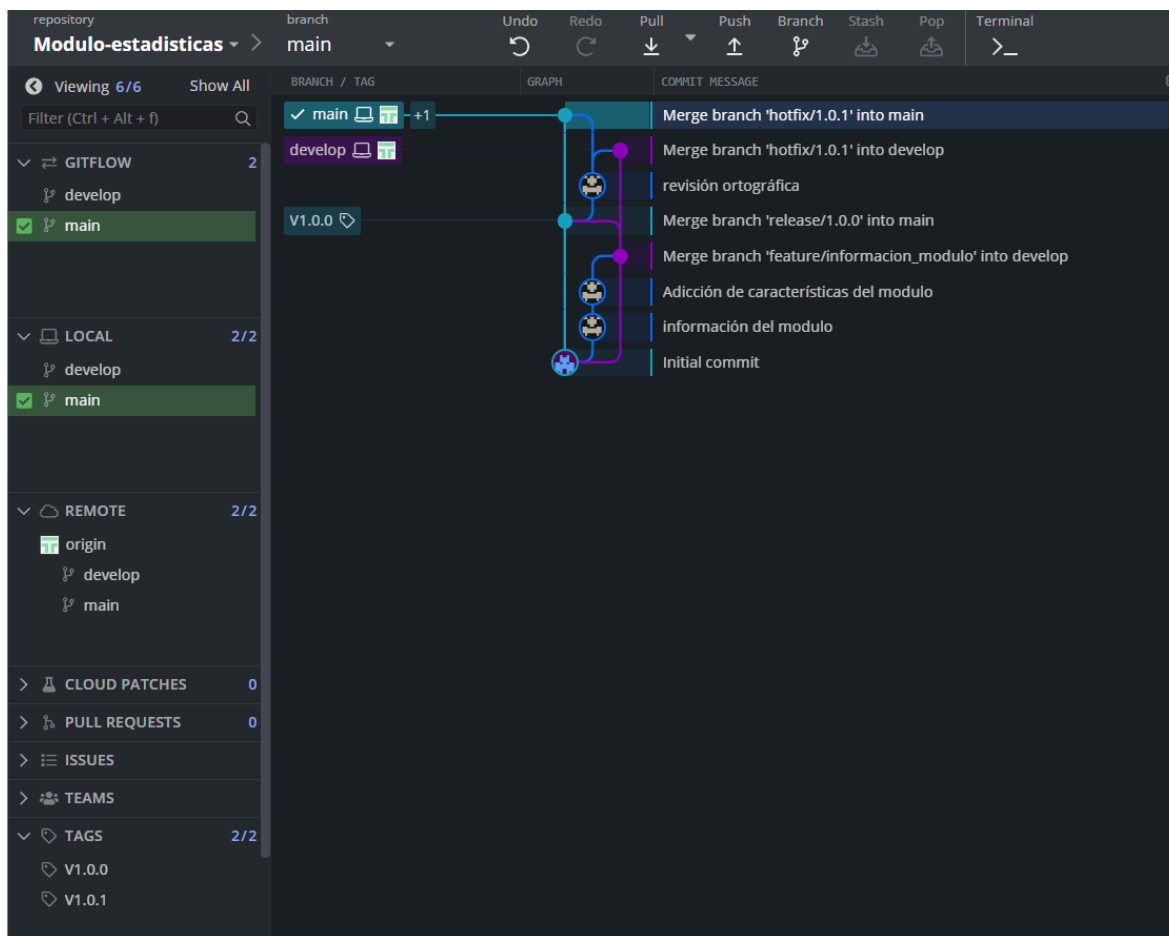 repository branch Undo Redo Pull Push Branch Stash Pop Terminal
Modulo-estadisticas main
Viewing 6/6 Show All
Filter (Ctrl + Alt + f)
GITFLOW 2
develop
main
LOCAL 2/2
develop
main
REMOTE 2/2
origin
develop
main
CLOUD PATCHES 0
PULL REQUESTS 0
ISSUES
TEAMS
TAGS 2/2
V1.0.0
V1.0.1
BRANCH / TAG GRAPH COMMIT MESSAGE
main +1 Merge branch 'hotfix/1.0.1' into main
develop Merge branch 'hotfix/1.0.1' into develop
revisión ortográfica
V1.0.0 Merge branch 'release/1.0.0' into main
Merge branch 'feature/informacion_modulo' into develop
Adicción de características del modulo
información del modulo
Initial commit